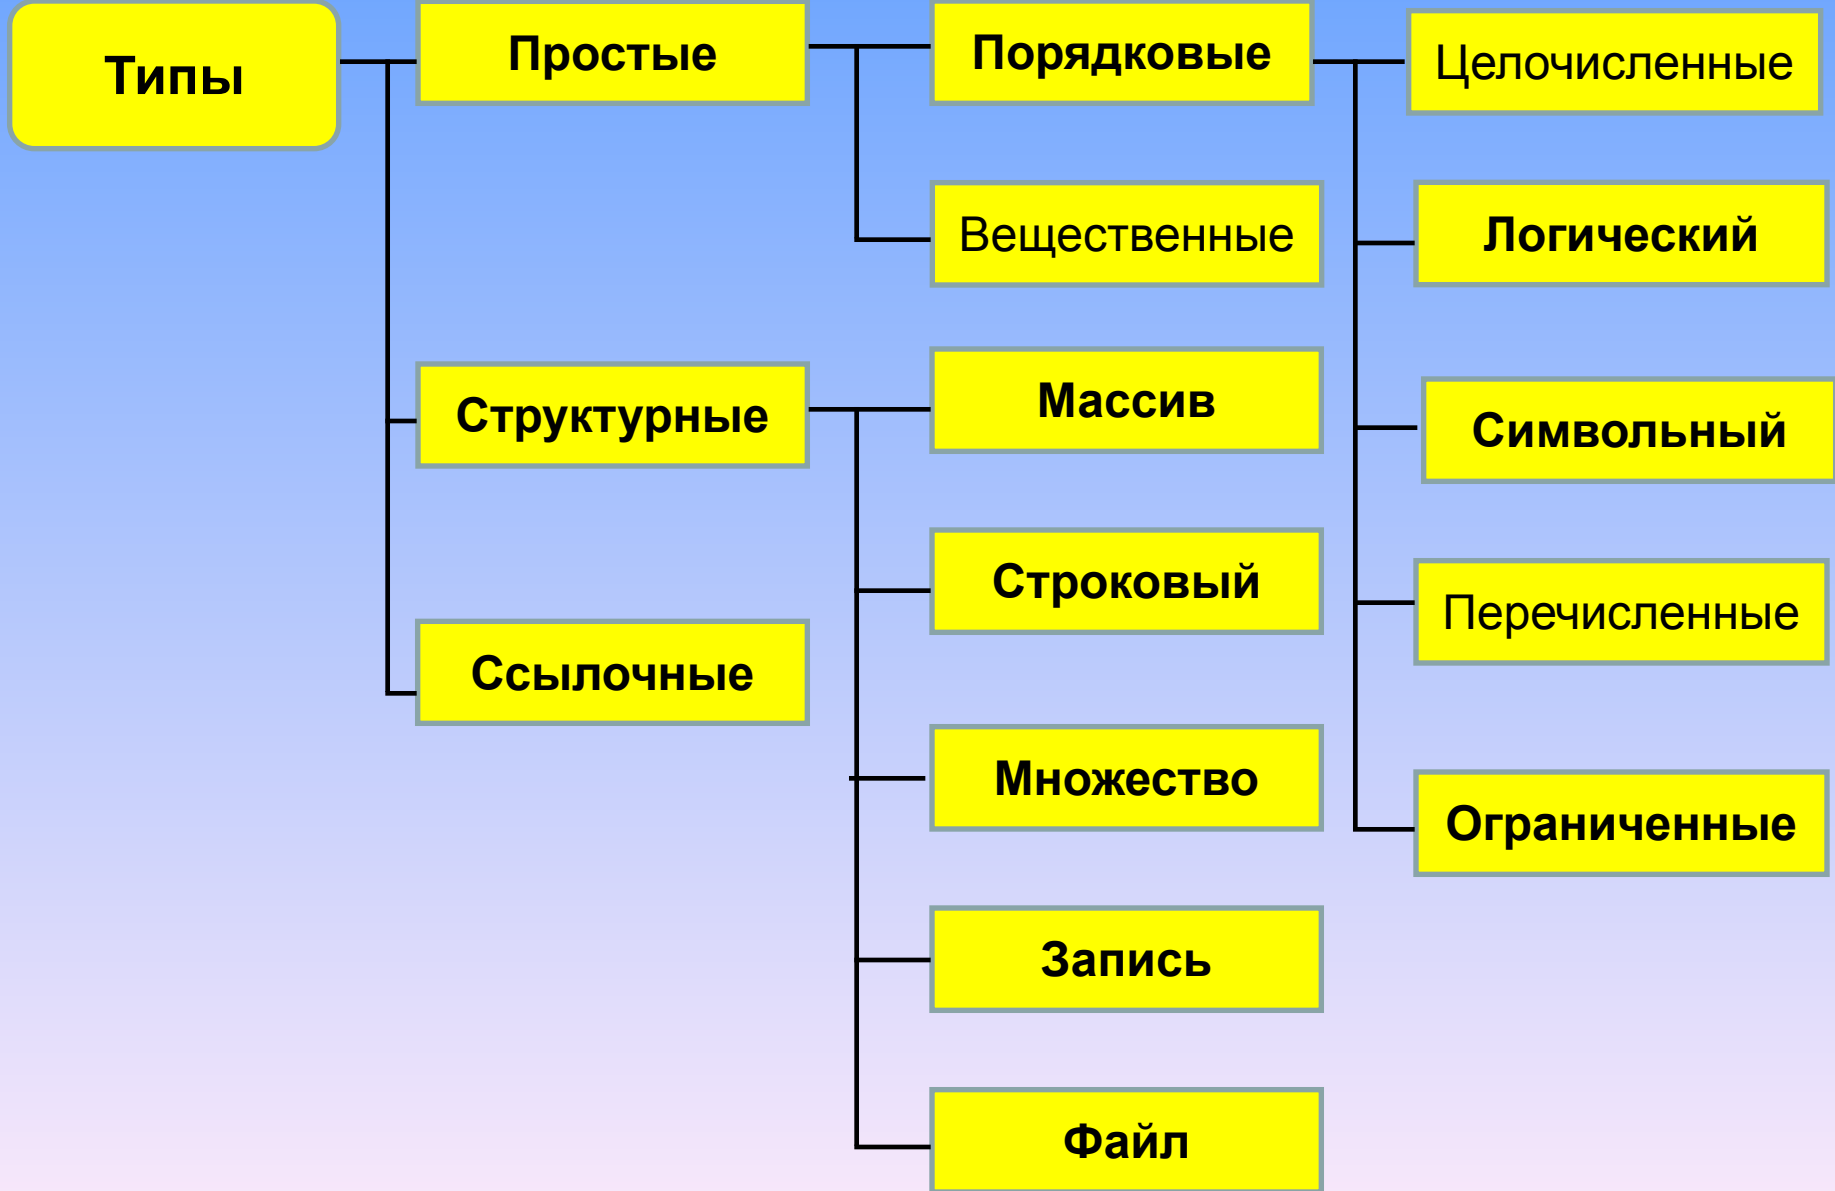 Типы
Простые
Порядковые
Целочисленные
Вещественные
Логический
Структурные
Массив
Символьный
Строковый
Перечисленные
Ссылочные
Множество
Ограниченные
Запись
Файл